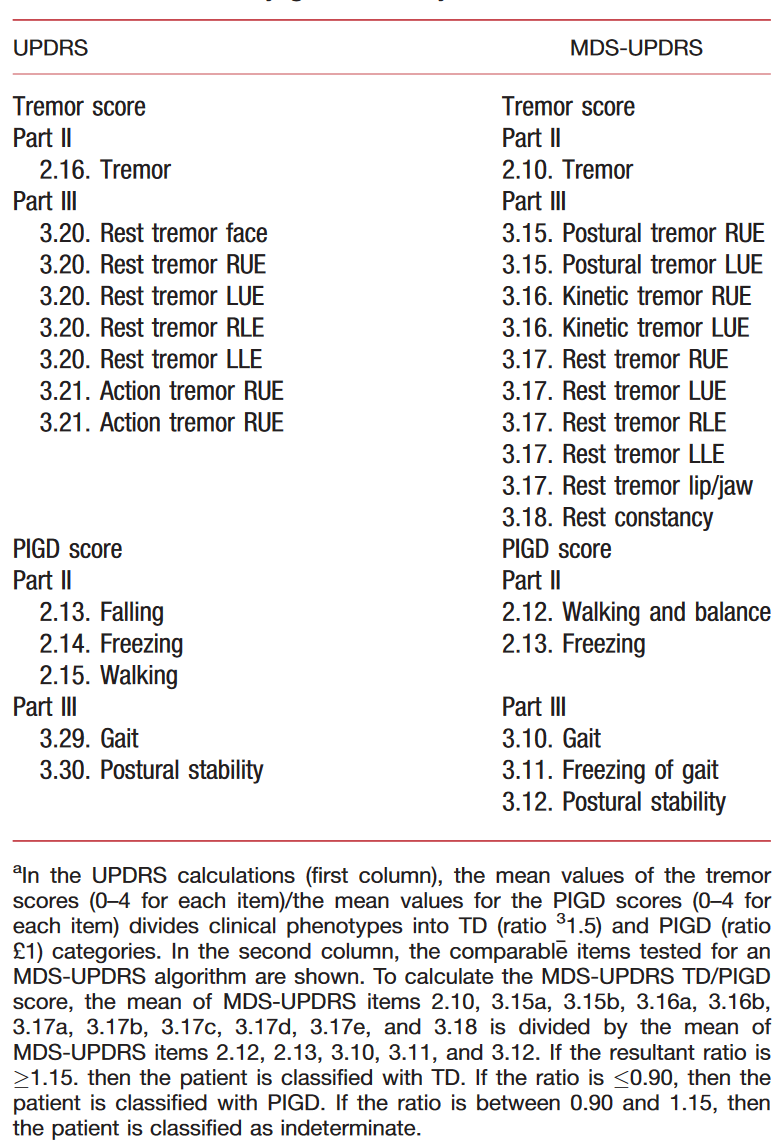 UPDRS MDS-UPDRS
Tremor score Tremor score
Part II Part II
2.16. Tremor 2.10. Tremor
Part III Part III
3.20. Rest tremor face 3.15. Postural tremor RUE
3.20. Rest tremor RUE 3.15. Postural tremor LUE
3.20. Rest tremor LUE 3.16. Kinetic tremor RUE
3.20. Rest tremor RLE 3.16. Kinetic tremor LUE
3.20. Rest tremor LLE 3.17. Rest tremor RUE
3.21. Action tremor RUE 3.17. Rest tremor LUE
3.21. Action tremor RUE 3.17. Rest tremor RLE
3.17. Rest tremor LLE
3.17. Rest tremor lip/jaw
3.18. Rest constancy
PIGD score PIGD score
Part II Part II
2.13. Falling 2.12. Walking and balance
2.14. Freezing 2.13. Freezing
2.15. Walking
Part III Part III
3.29. Gait 3.10. Gait
3.30. Postural stability 3.11. Freezing of gait
3.12. Postural stability
aIn the UPDRS calculations (first column), the mean values of the tremor
scores (0–4 for each item)/the mean values for the PIGD scores (0–4 for
each item) divides clinical phenotypes into TD (ratio ³1.5) and PIGD (ratio
£1) categories. In the second column, the comparable items tested for an
MDS-UPDRS algorithm are shown. To calculate the MDS-UPDRS TD/PIGD
score, the mean of MDS-UPDRS items 2.10, 3.15a, 3.15b, 3.16a, 3.16b,
3.17a, 3.17b, 3.17c, 3.17d, 3.17e, and 3.18 is divided by the mean of
MDS-UPDRS items 2.12, 2.13, 3.10, 3.11, and 3.12. If the resultant ratio is
≥1.15. then the patient is classified with TD. If the ratio is ≤0.90, then the
patient is classified with PIGD. If the ratio is between 0.90 and 1.15, then
the patient is classified as indeterminate.